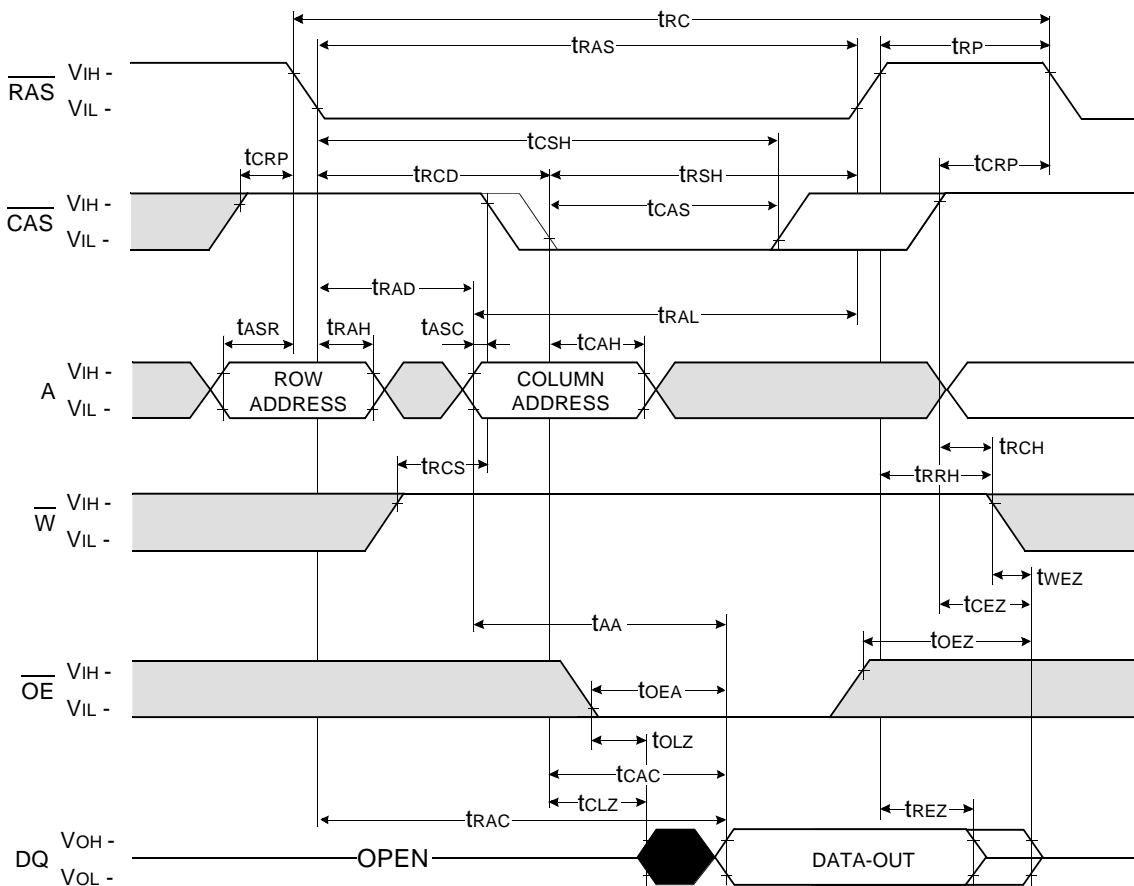 tRC
tRAS
tRP
RAS
VIH -
VIL -
tCSH
tCRP
tRCD
tRSH
tCRP
CAS
VIH -
VIL -
tCAS
tRAD
tRAL
tASR
tRAH
tASC
tCAH
A
VIH -
VIL -
ROW
ADDRESS
COLUMN
ADDRESS
tRCS
tRCH
tRRH
W
VIH -
VIL -
tWEZ
tCEZ
tAA
tOEZ
OE
VIH -
VIL -
tOEA
tOLZ
tCAC
tCLZ
tREZ
tRAC
DQ
VOH -
VOL -
OPEN
DATA-OUT